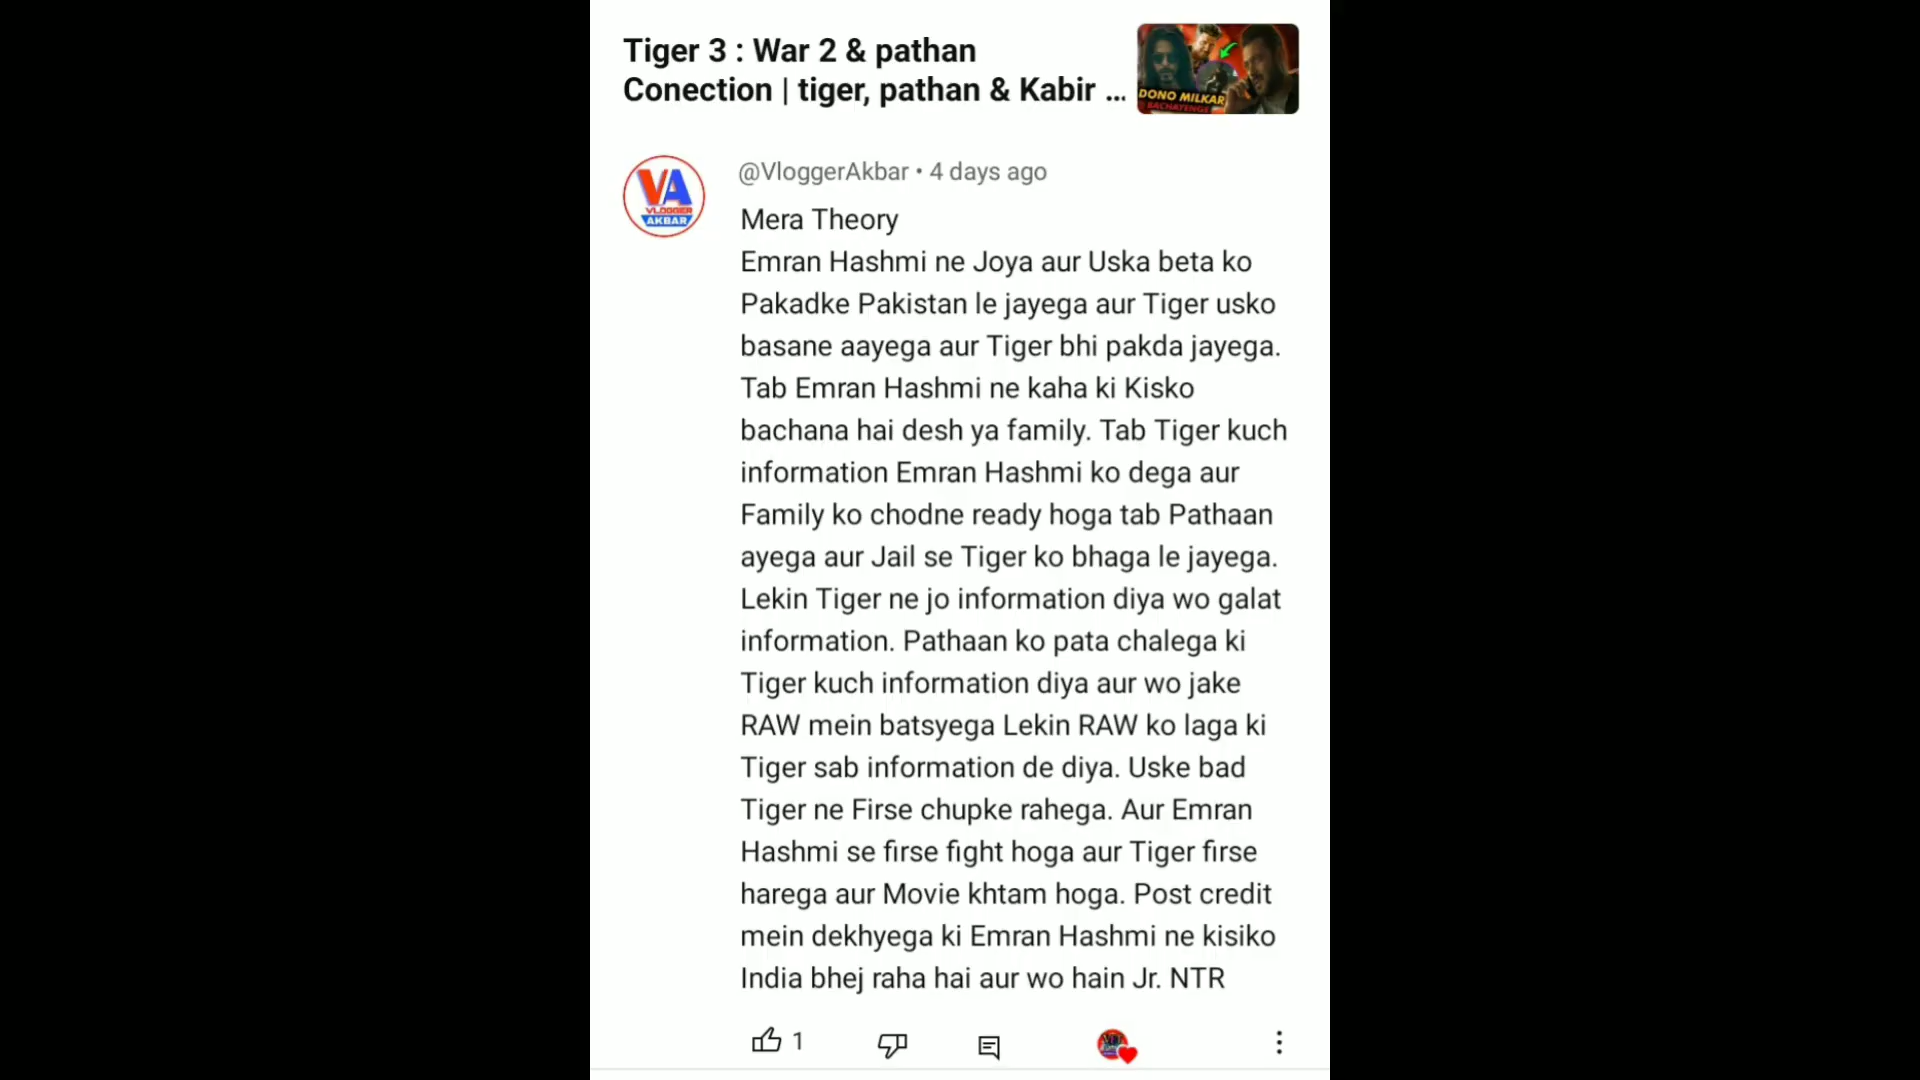 Tiger 3 : War 2 & pathan
Conection | tiger, pathan & Kabir ...
DONO MILKAR
BACHAYENGE
VA
VLOGGER
AKBAR
@VloggerAkbar • 4 days ago
Mera Theory
Emran Hashmi ne Joya aur Uska beta ko
Pakadke Pakistan le jayega aur Tiger usko
basane aayega aur Tiger bhi pakda jayega.
Tab Emran Hashmi ne kaha ki Kisko
bachana hai desh ya family. Tab Tiger kuch
information Emran Hashmi ko dega aur
Family ko chodne ready hoga tab Pathaan
ayega aur Jail se Tiger ko bhaga le jayega.
Lekin Tiger ne jo information diya wo galat
information. Pathaan ko pata chalega ki
Tiger kuch information diya aur wo jake
RAW mein batsyega Lekin RAW ko laga ki
Tiger sab information de diya. Uske bad
Tiger ne Firse chupke rahega. Aur Emran
Hashmi se firse fight hoga aur Tiger firse
harega aur Movie khtam hoga. Post credit
mein dekhyega ki Emran Hashmi ne kisiko
India bhej raha hai aur wo hain Jr. NTR
1